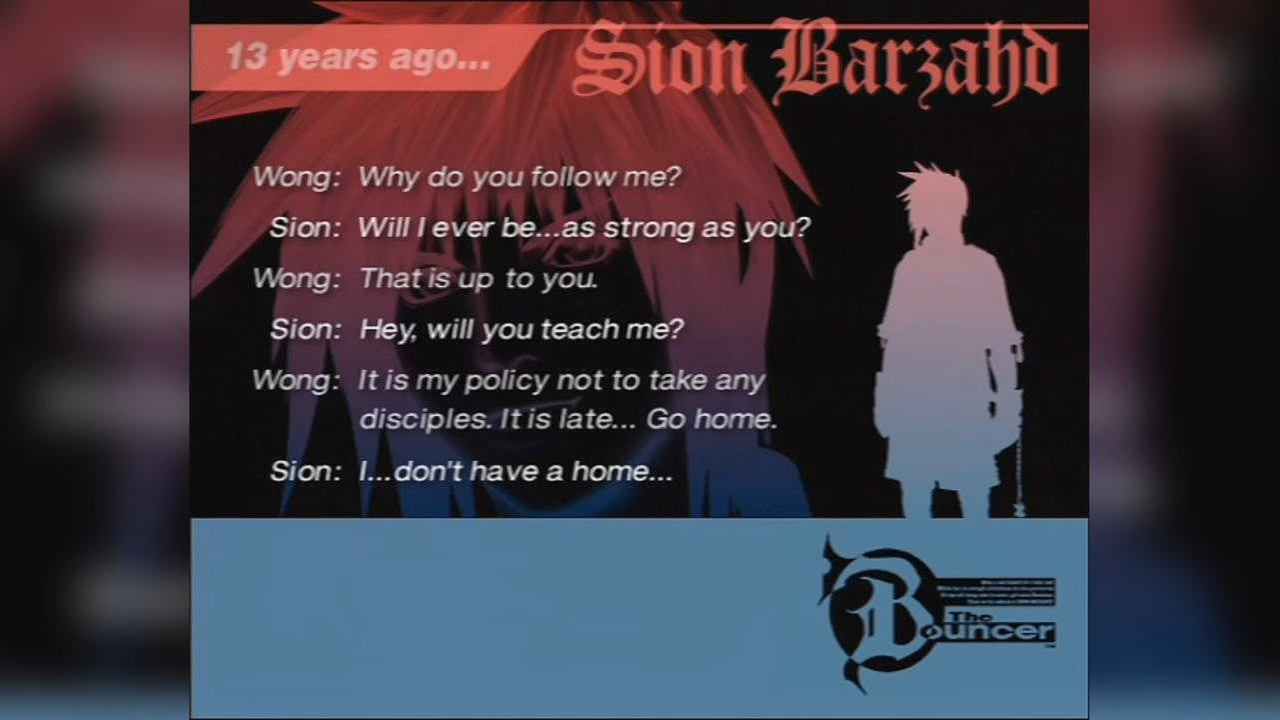 13 years ago...
Sion Barzahd
Wong: Why do you follow me?
Sion: Will I ever be...as strong as you?
Wong: That is up to you.
Sion: Hey, will you teach me?
Wong: It is my policy not to take any
disciples. It is late... Go home.
Sion: I...don't have a home...
B
The
Bouncer